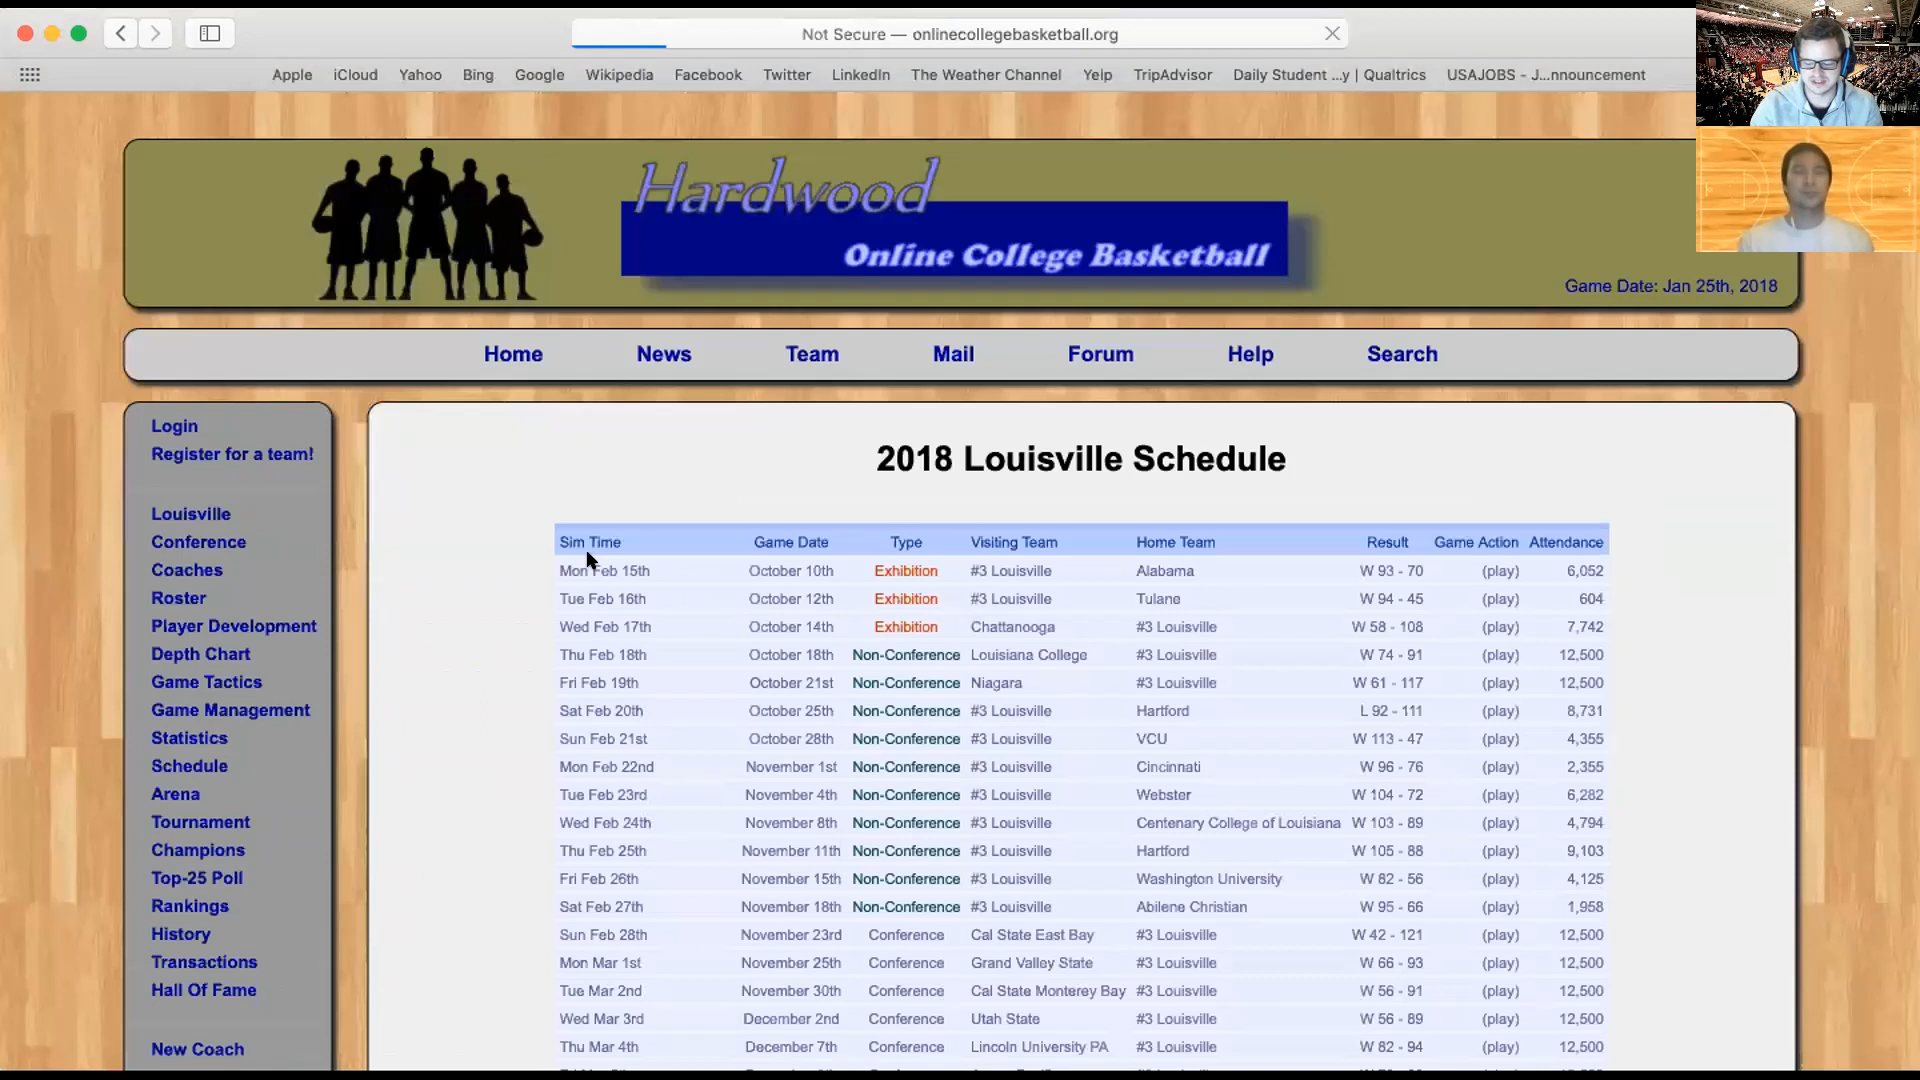 Not Secure — onlinecollegebasketball.org
Apple iCloud Yahoo Bing Google Wikipedia Facebook Twitter LinkedIn The Weather Channel Yelp TripAdvisor Daily Student ...y | Qualtrics USAJOBS - J...nnouncement
Hardwood
Online College Basketball
Game Date: Jan 25th, 2018
Home News Team Mail Forum Help Search
Login
Register for a team!
Louisville
Conference
Coaches
Roster
Player Development
Depth Chart
Game Tactics
Game Management
Statistics
Schedule
Arena
Tournament
Champions
Top-25 Poll
Rankings
History
Transactions
Hall Of Fame
New Coach
2018 Louisville Schedule
Sim Time Game Date Type Visiting Team Home Team Result Game Action Attendance
Mon Feb 15th October 10th Exhibition #3 Louisville Alabama W 93 - 70 (play) 6,052
Tue Feb 16th October 12th Exhibition #3 Louisville Tulane W 94 - 45 (play) 604
Wed Feb 17th October 14th Exhibition Chattanooga #3 Louisville W 58 - 108 (play) 7,742
Thu Feb 18th October 18th Non-Conference Louisiana College #3 Louisville W 74 - 91 (play) 12,500
Fri Feb 19th October 21st Non-Conference Niagara #3 Louisville W 61 - 117 (play) 12,500
Sat Feb 20th October 25th Non-Conference #3 Louisville Hartford L 92 - 111 (play) 8,731
Sun Feb 21st October 28th Non-Conference #3 Louisville VCU W 113 - 47 (play) 4,355
Mon Feb 22nd November 1st Non-Conference #3 Louisville Cincinnati W 96 - 76 (play) 2,355
Tue Feb 23rd November 4th Non-Conference #3 Louisville Webster W 104 - 72 (play) 6,282
Wed Feb 24th November 8th Non-Conference #3 Louisville Centenary College of Louisiana W 103 - 89 (play) 4,794
Thu Feb 25th November 11th Non-Conference #3 Louisville Hartford W 105 - 88 (play) 9,103
Fri Feb 26th November 15th Non-Conference #3 Louisville Washington University W 82 - 56 (play) 4,125
Sat Feb 27th November 18th Non-Conference #3 Louisville Abilene Christian W 95 - 66 (play) 1,958
Sun Feb 28th November 23rd Conference Cal State East Bay #3 Louisville W 42 - 121 (play) 12,500
Mon Mar 1st November 25th Conference Grand Valley State #3 Louisville W 66 - 93 (play) 12,500
Tue Mar 2nd November 30th Conference Cal State Monterey Bay #3 Louisville W 56 - 91 (play) 12,500
Wed Mar 3rd December 2nd Conference Utah State #3 Louisville W 56 - 89 (play) 12,500
Thu Mar 4th December 7th Conference Lincoln University PA #3 Louisville W 82 - 94 (play) 12,500